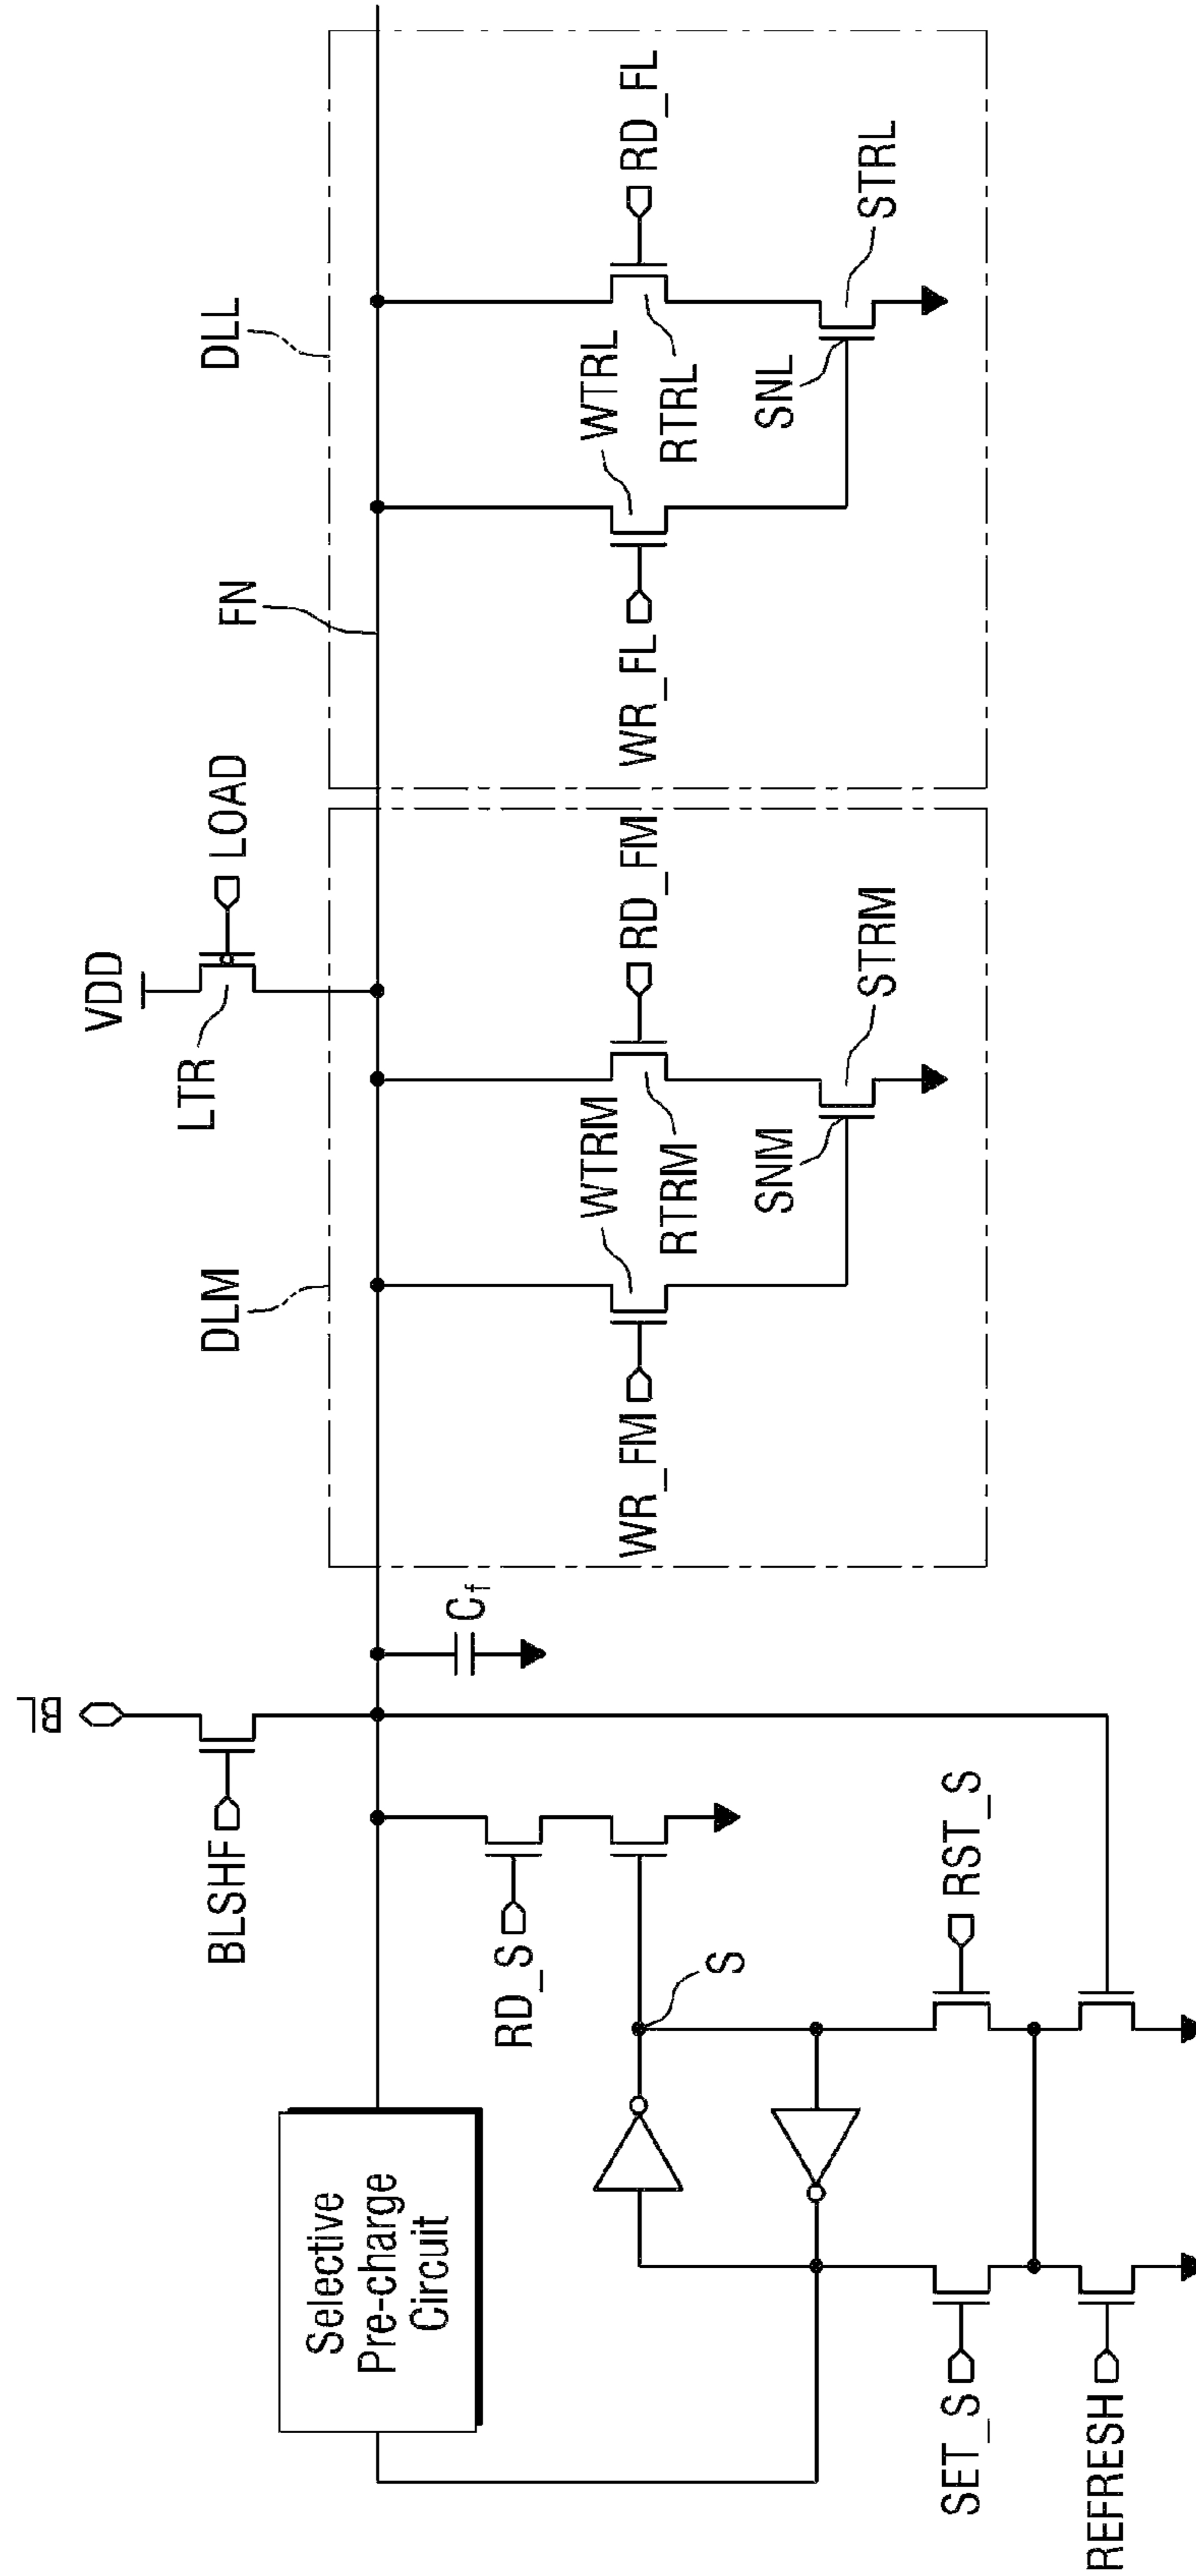 VDD
LTR
LOAD
BL
BLSHF
DLM
FN
DLL
Selective
Pre-charge
Circuit
RD_S
Cf
WR_FM
WTRM
RTRM
RD_FM
SNM
STRM
WR_FL
WTRL
RTRL
RD_FL
SNL
STRL
S
SET_S
RST_S
REFRESH